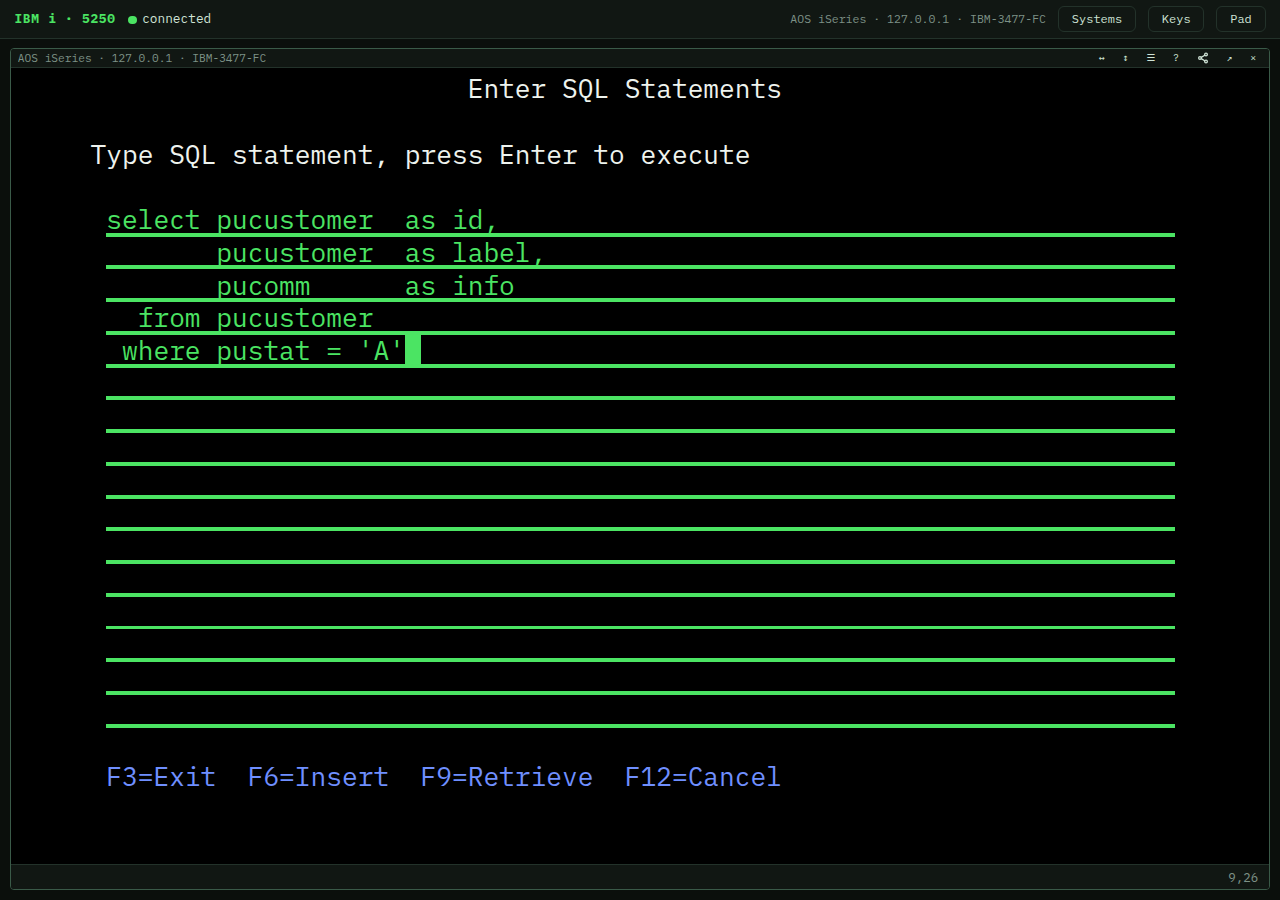 IBM i · 5250 connected AOS iSeries · 127.0.0.1 · IBM-3477-FC Systems Keys Pad
AOS iSeries · 127.0.0.1 · IBM-3477-FC ↔ ↕ ☰ ? ↗ ×
Enter SQL Statements
Type SQL statement, press Enter to execute
select pucustomer  as id,
       pucustomer  as label,
       pucomm      as info
  from pucustomer
 where pustat = 'A'
F3=Exit  F6=Insert  F9=Retrieve  F12=Cancel
9,26